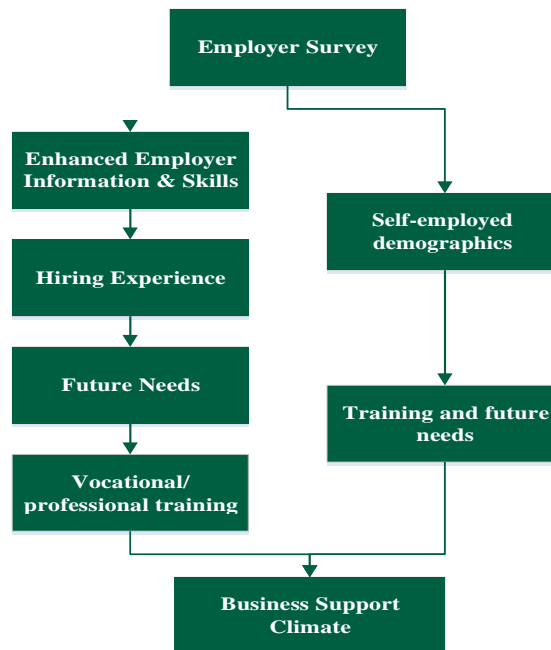 Employer Survey
Enhanced Employer
Information & Skills
Self-employed
demographics
Hiring Experience
Future Needs
Training and future
needs
Vocational/
professional training
Business Support
Climate